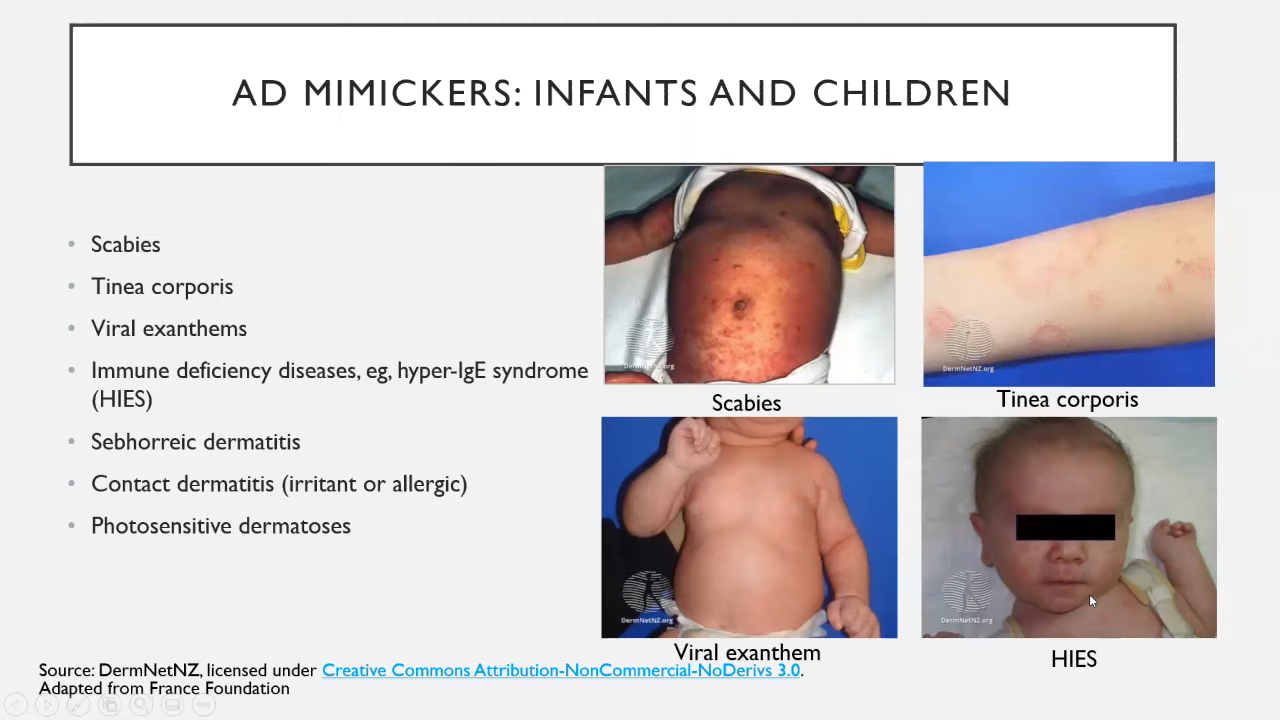 AD MIMICKERS: INFANTS AND CHILDREN
• Scabies
• Tinea corporis
• Viral exanthems
• Immune deficiency diseases, eg, hyper-IgE syndrome
(HIES)
• Sebhorreic dermatitis
• Contact dermatitis (irritant or allergic)
• Photosensitive dermatoses
DermNetNZ.org
Scabies
DermNetNZ.org
Tinea corporis
DermNetNZ.org
Viral exanthem
DermNetNZ.org
HIES
Source: DermNetNZ, licensed under Creative Commons Attribution-NonCommercial-NoDerivs 3.0.
Adapted from France Foundation